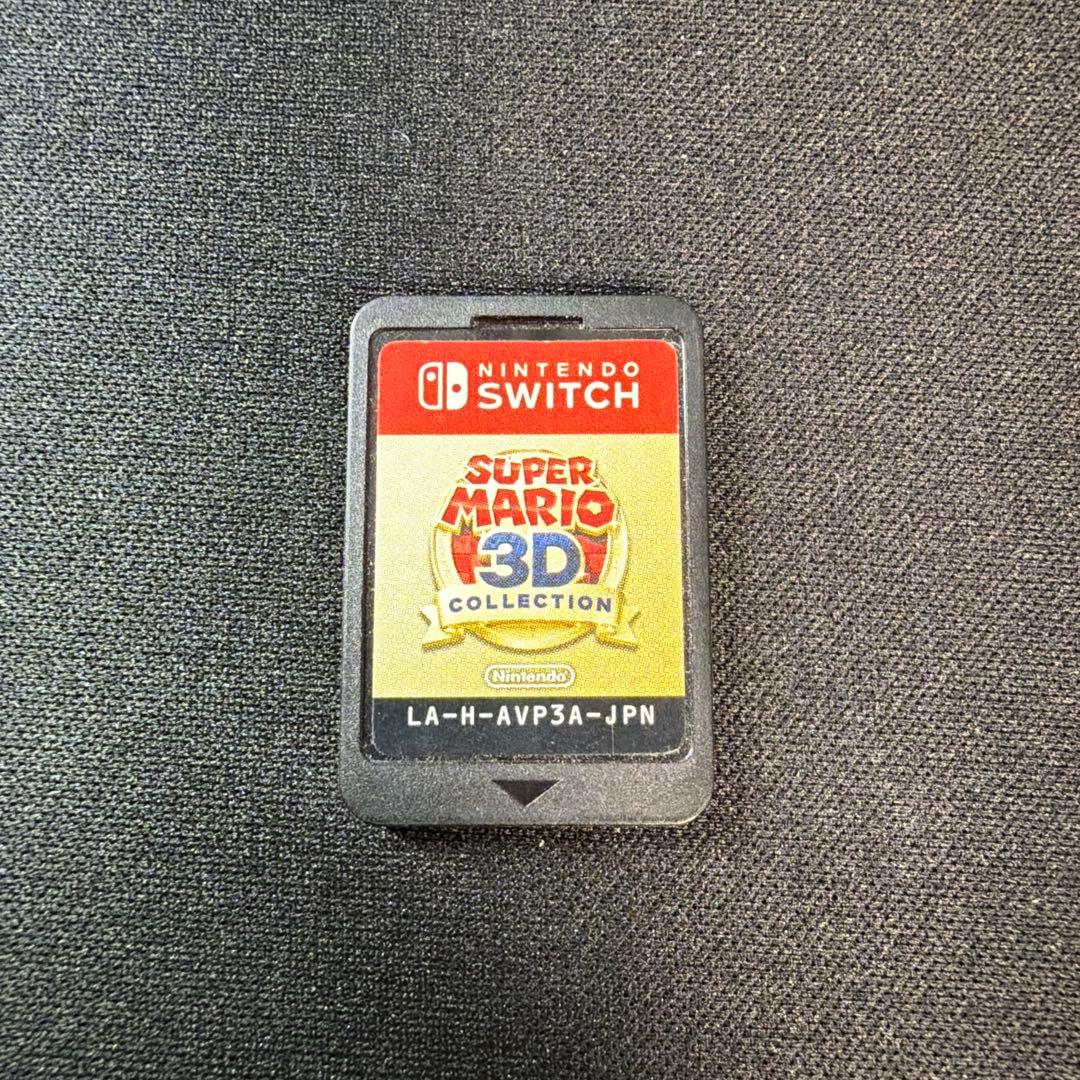 NINTENDO
SWITCH
SUPER
MARIO
3D
COLLECTION
Nintendo
LA-H-AVP3A-JPN